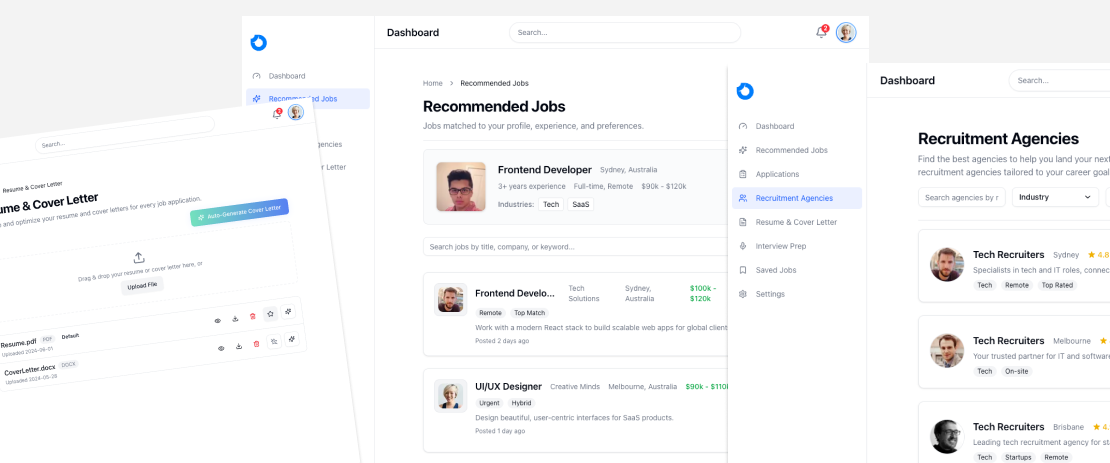 Dashboard
Search...
2
Dashboard
Recommended Jobs
gencies
r Letter
Home > Recommended Jobs
Recommended Jobs
Jobs matched to your profile, experience, and preferences.
Frontend Developer Sydney, Australia
3+ years experience Full-time, Remote $90k - $120k
Industries: Tech SaaS
Search jobs by title, company, or keyword...
Frontend Develo... Tech Solutions Sydney, Australia $100k - $120k
Remote Top Match
Work with a modern React stack to build scalable web apps for global client
Posted 2 days ago
UI/UX Designer Creative Minds Melbourne, Australia $90k - $110
Urgent Hybrid
Design beautiful, user-centric interfaces for SaaS products.
Posted 1 day ago
Search...
2
Resume & Cover Letter
me & Cover Letter
and optimize your resume and cover letters for every job application.
Auto-Generate Cover Letter
Drag & drop your resume or cover letter here, or
Upload File
Resume.pdf PDF Default
Uploaded 2024-06-01
CoverLetter.docx DOCX
Uploaded 2024-05-28
Dashboard
Recommended Jobs
Applications
Recruitment Agencies
Resume & Cover Letter
Interview Prep
Saved Jobs
Settings
Dashboard
Search...
Recruitment Agencies
Find the best agencies to help you land your next
recruitment agencies tailored to your career goal
Search agencies by r
Industry
Tech Recruiters Sydney ★ 4.8
Specialists in tech and IT roles, connec
Tech Remote Top Rated
Tech Recruiters Melbourne ★
Your trusted partner for IT and software
Tech On-site
Tech Recruiters Brisbane ★ 4.
Leading tech recruitment agency for st
Tech Startups Remote